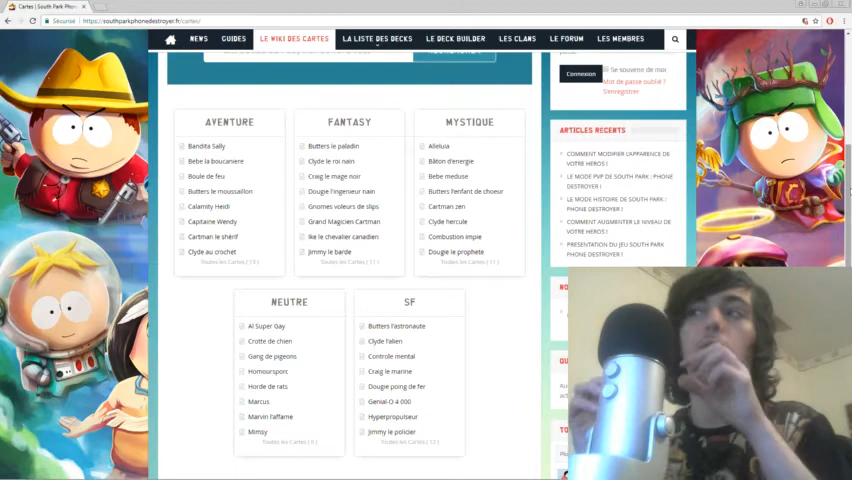 Cartes | South Park Phon
Sécurisé
https://southparkphonedestroyer.fr/cartes/
NEWS
GUIDES
LE WIKI DES CARTES
LA LISTE DES DECKS
LE DECK BUILDER
LES CLANS
LE FORUM
LES MEMBRES
Connexion
Se souvenir de moi
Mot de passe oublié ?
S'enregistrer
AVENTURE
Bandita Sally
Bebe la boucaniere
Boule de feu
Butters le moussaillon
Calamity Heidi
Capitaine Wendy
Cartman le shérif
Clyde au crochet
Toutes les Cartes
FANTASY
Butters le paladin
Clyde le roi nain
Craig le mage noir
Dougie l'ingenieur nain
Gnomes voleurs de slips
Grand Magicien Cartman
Ike le chevalier canadien
Jimmy le barde
Toutes les Cartes ( 11 )
MYSTIQUE
Alleluia
Bâton d'energie
Bebe meduse
Butters l'enfant de choeur
Cartman zen
Clyde hercule
Combustion impie
Dougie le prophete
Toutes les Cartes ( 11 )
NEUTRE
Al Super Gay
Crotte de chien
Gang de pigeons
Homoursporc
Horde de rats
Marcus
Marvin l'affame
Mimsy
Toutes les Cartes
SF
Butters l'astronaute
Clyde l'alien
Controle mental
Craig le marine
Dougie poing de fer
Genial-O 4 000
Hyperpropulseur
Jimmy le policier
Toutes les Cartes ( 12 )
ARTICLES RECENTS
COMMENT MODIFIER L'APPARENCE DE
VOTRE HEROS !
LE MODE PVP DE SOUTH PARK : PHONE
DESTROYER !
LE MODE HISTOIRE DE SOUTH PARK :
PHONE DESTROYER !
COMMENT AUGMENTER LE NIVEAU DE
VOTRE HEROS !
PRESENTATION DU JEU SOUTH PARK
PHONE DESTROYER !